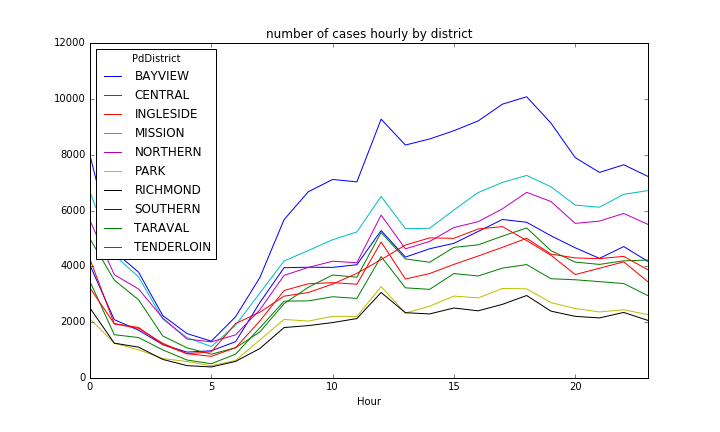 number of cases hourly by district
12000
10000
8000
6000
4000
2000
0
PdDistrict
BAYVIEW
CENTRAL
INGLESIDE
MISSION
NORTHERN
PARK
RICHMOND
SOUTHERN
TARAVAL
TENDERLOIN
0 5 10 15 20
Hour